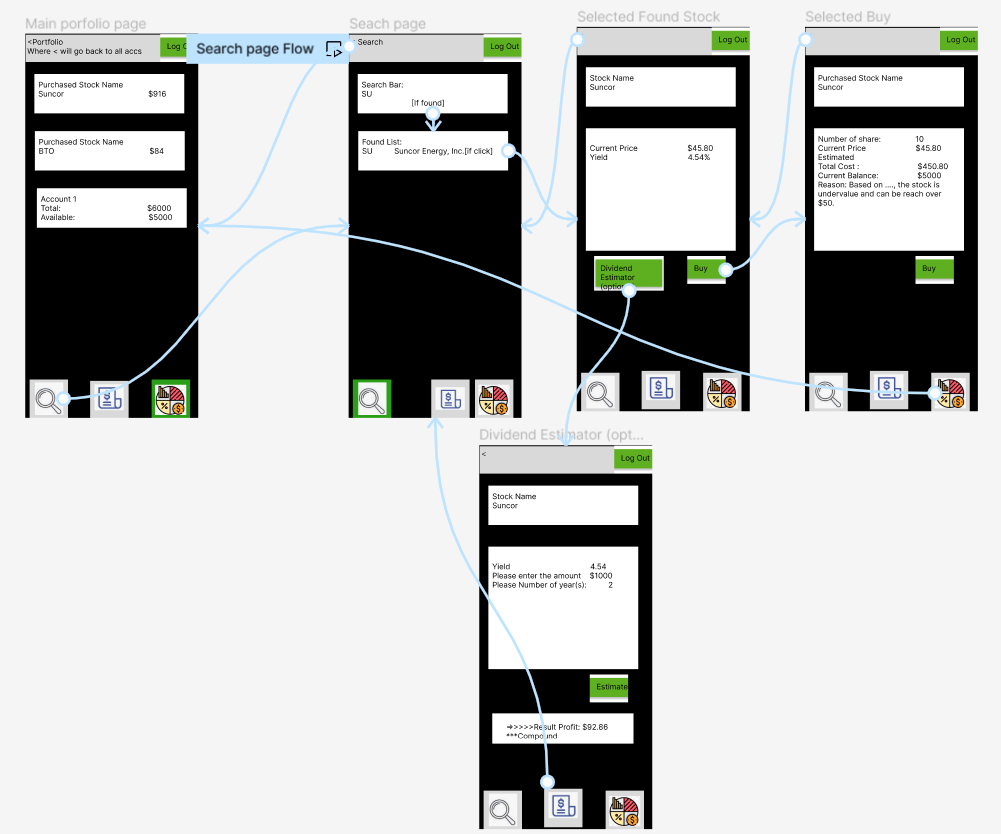 Main porfolio page
<Portfolio
Where < will go back to all accs
Log
Purchased Stock Name
Suncor $916
Purchased Stock Name
BTO $84
Account 1
Total: $6000
Available: $5000
Search page Flow
Seach page
Search
Log Out
Search Bar:
SU
[If found]
Found List:
SU Suncor Energy, Inc.[if click]
Selected Found Stock
Log Out
Stock Name
Suncor
Current Price $45.80
Yield 4.54%
Dividend
Estimator
(option
Buy
Selected Buy
Log Out
Purchased Stock Name
Suncor
Number of share: 10
Current Price $45.80
Estimated
Total Cost : $450.80
Current Balance: $5000
Reason: Based on ...., the stock is
undervalue and can be reach over
$50.
Buy
Dividend Estimator (opt...
<
Log Out
Stock Name
Suncor
Yield 4.54
Please enter the amount $1000
Please Number of year(s): 2
Estimate
=>>>>>Result Profit: $92.86
***Compound